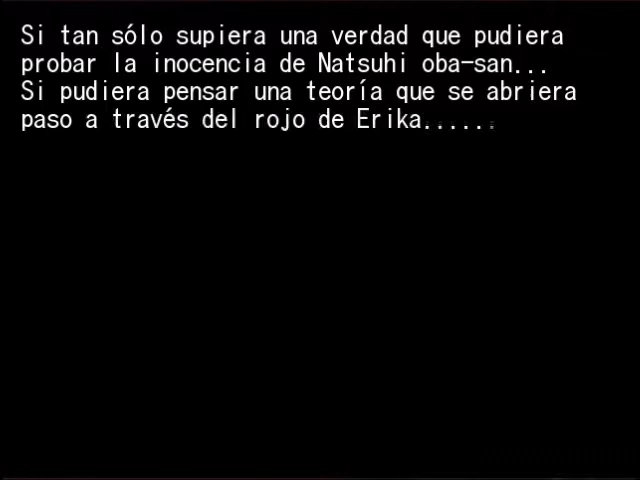 Si tan sólo supiera una verdad que pudiera
probar la inocencia de Natsuhi oba-san...
Si pudiera pensar una teoría que se abriera
paso a través del rojo de Erika......